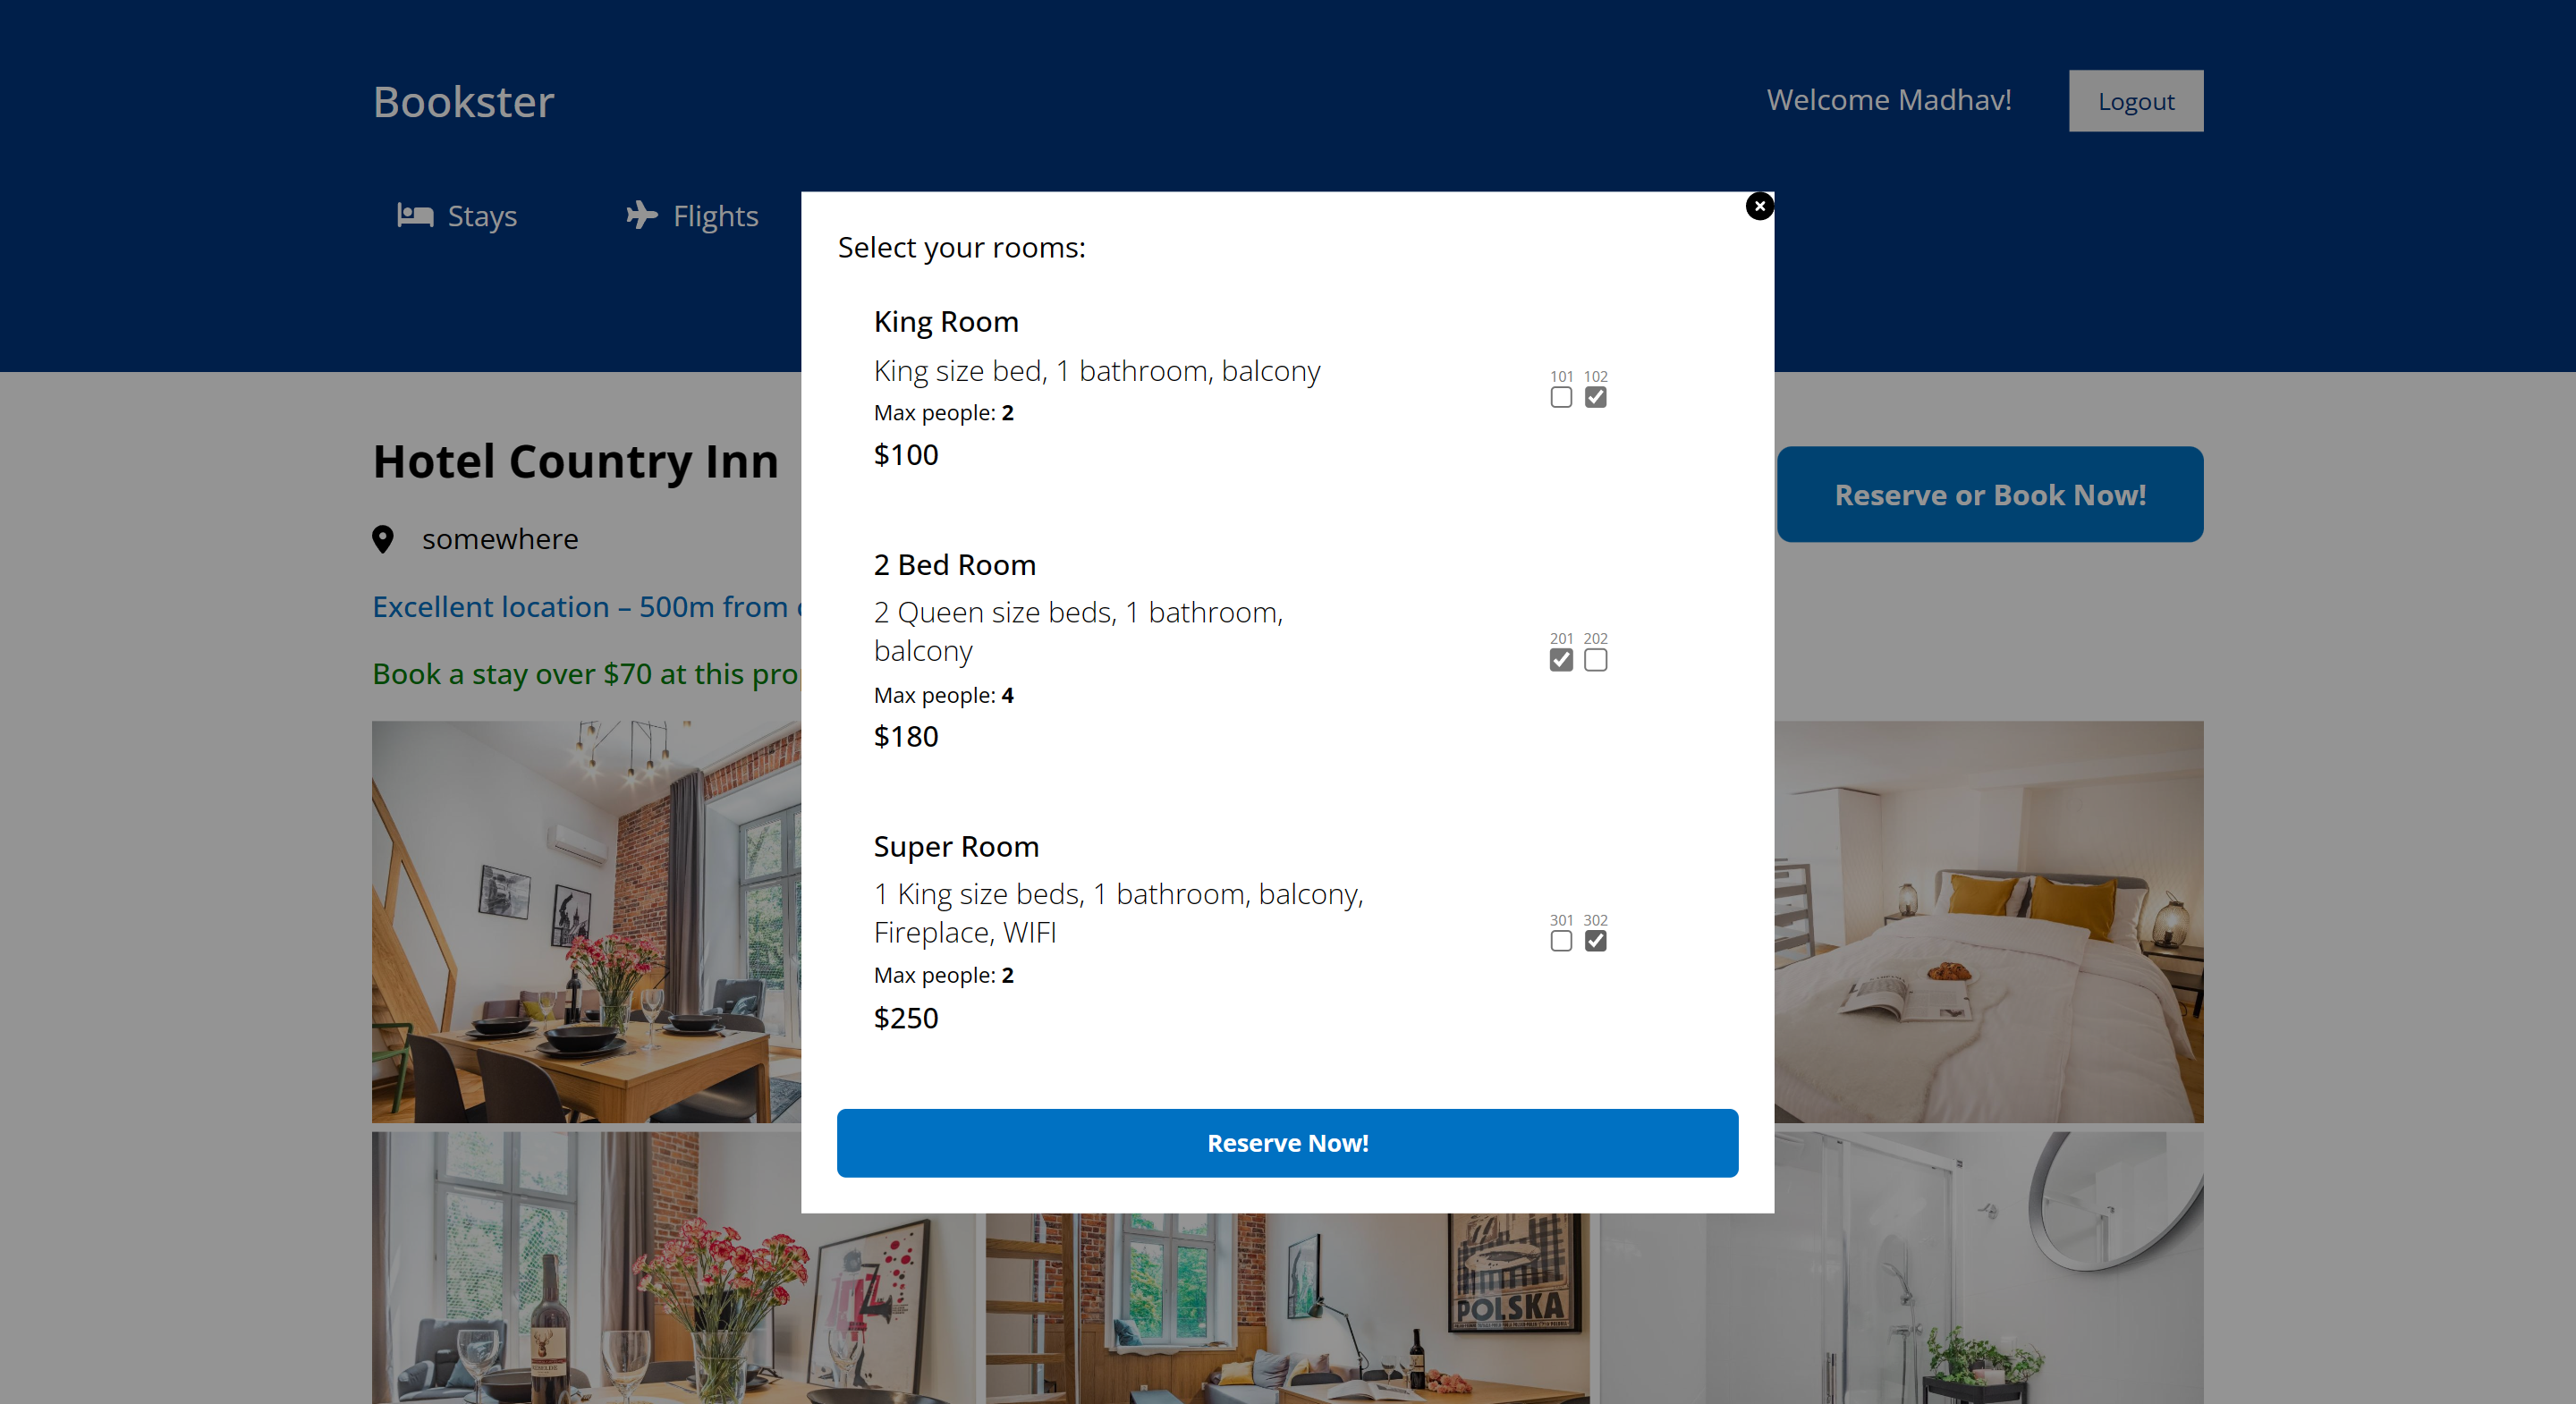 Bookster
Welcome Madhav!
Logout
Stays
Flights
Select your rooms:
King Room
King size bed, 1 bathroom, balcony
Max people: 2
$100
101 102
2 Bed Room
2 Queen size beds, 1 bathroom,
balcony
Max people: 4
$180
201 202
Super Room
1 King size beds, 1 bathroom, balcony,
Fireplace, WIFI
Max people: 2
$250
301 302
Reserve Now!
Hotel Country Inn
Reserve or Book Now!
somewhere
Excellent location – 500m from
Book a stay over $70 at this
POLSKA